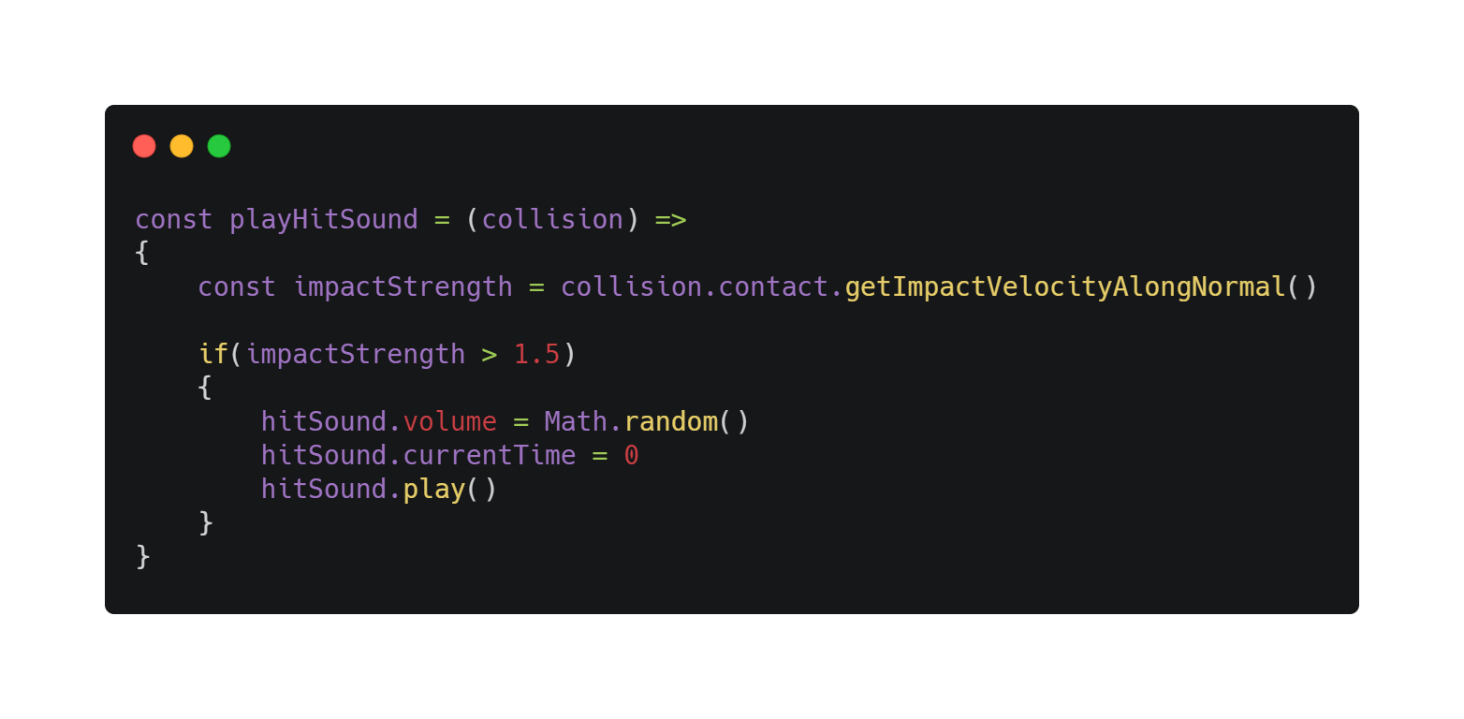 const playHitSound = (collision) =>
{
    const impactStrength = collision.contact.getImpactVelocityAlongNormal()

    if(impactStrength > 1.5)
    {
        hitSound.volume = Math.random()
        hitSound.currentTime = 0
        hitSound.play()
    }
}